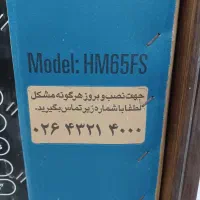 Model: HM65FS
جهت نصب و بروز هرگونه مشکل
لطفا با شماره زیر تماس بگیرید.
۰۲۶ ۴۳۲۱ ۴۰۰۰